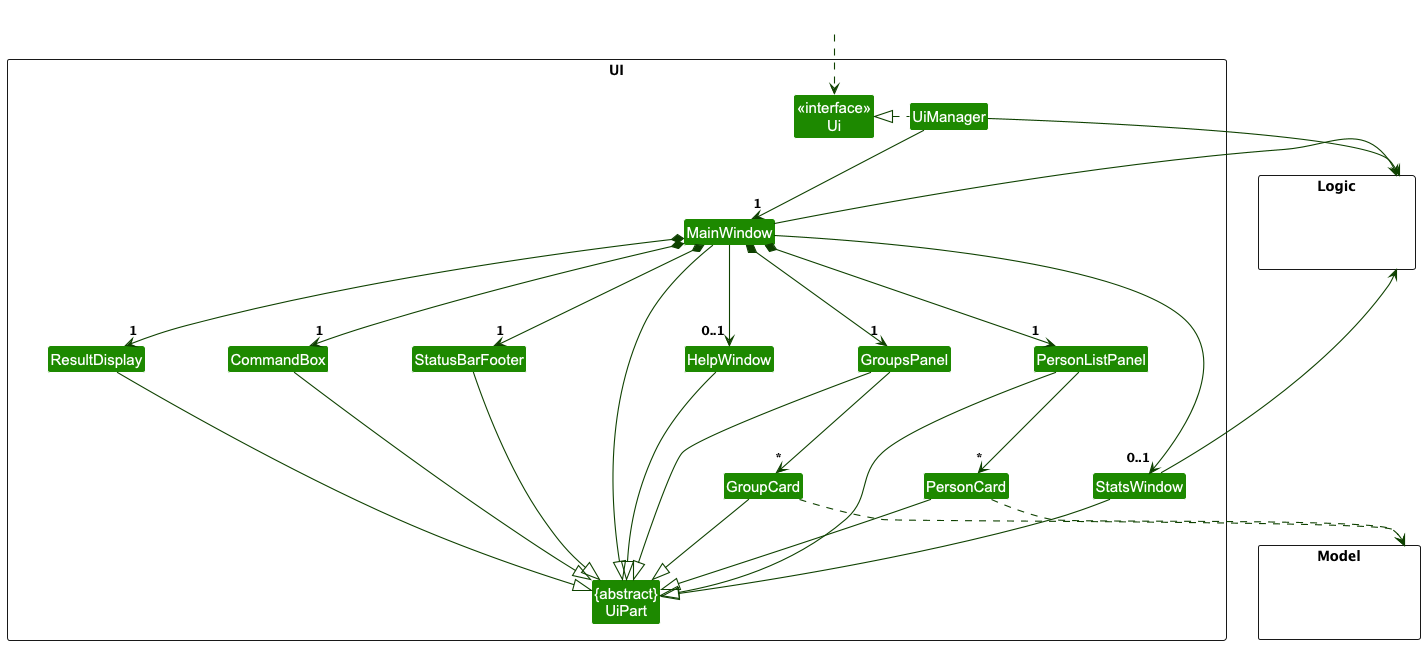 UI
«interface»
Ui
UiManager
Logic
1
MainWindow
1
1
1
0..1
1
1
ResultDisplay
CommandBox
StatusBarFooter
HelpWindow
GroupsPanel
PersonListPanel
*
*
0..1
GroupCard
PersonCard
StatsWindow
Model
{abstract}
UiPart